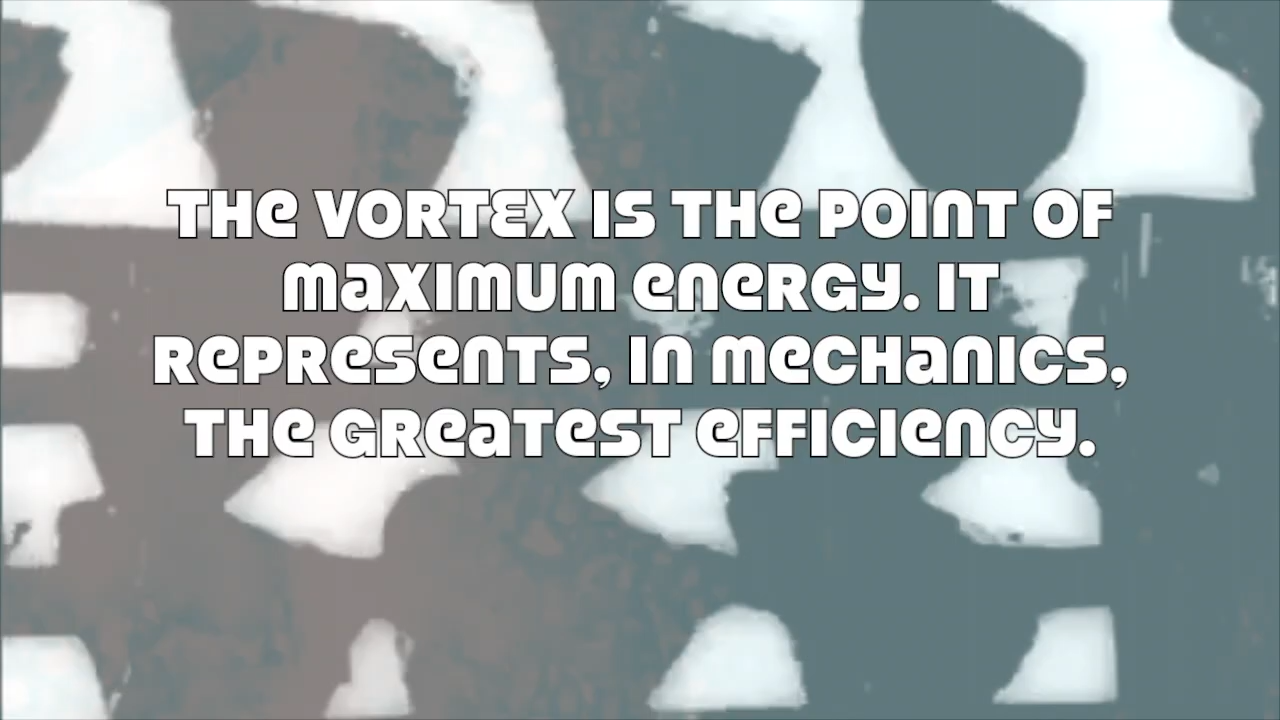 THE VORTEX IS THE POINT OF
MAXIMUM ENERGY. IT
REPRESENTS, IN MECHANICS,
THE GREATEST EFFICIENCY.